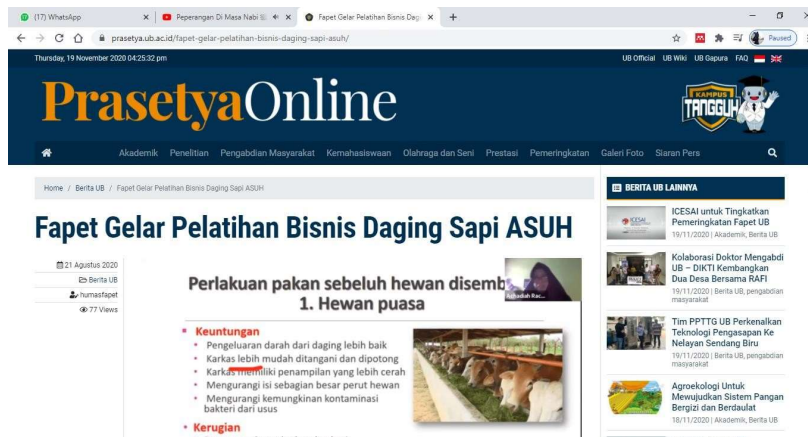 (17) WhatsApp
Peperangan Di Masa Nabi
Fapet Gelar Pelatihan Bisnis Dag
prasetya.ub.ac.id/fapet-gelar-pelatihan-bisnis-daging-sapi-asuh/
Paused
Thursday, 19 November 2020 04:25:32 pm
UB Official UB Wiki UB Gapura FAQ
PrasetyaOnline
KAMPUS
TANGGUH
Akademik Penelitian Pengabdian Masyarakat Kemahasiswaan Olahraga dan Seni Prestasi Pemeringkatan Galeri Foto Siaran Pers
Home / Berita UB / Fapet Gelar Pelatihan Bisnis Daging Sapi ASUH
Fapet Gelar Pelatihan Bisnis Daging Sapi ASUH
21 Agustus 2020
Berita UB
humasfapet
77 Views
Perlakuan pakan sebeluh hewan disemb
1. Hewan puasa
Keuntungan
Pengeluaran darah dari daging lebih baik
Karkas lebih mudah ditangani dan dipotong
Karkas memiliki penampilan yang lebih cerah
Mengurangi isi sebagian besar perut hewan
Mengurangi kemungkinan kontaminasi
bakteri dari usus
Kerugian
BERITA UB LAINNYA
ICESAI untuk Tingkatkan
Pemeringkatan Fapet UB
19/11/2020 | Akademik, Berita UB
Kolaborasi Doktor Mengabdi
UB – DIKTI Kembangkan
Dua Desa Bersama RAFI
19/11/2020 | Berita UB, pengabdian
masyarakat
Tim PPTTG UB Perkenalkan
Teknologi Pengasapan Ke
Nelayan Sendang Biru
19/11/2020 | Berita UB, pengabdian
masyarakat
Agroekologi Untuk
Mewujudkan Sistem Pangan
Bergizi dan Berdaulat
18/11/2020 | Akademik, Berita UB